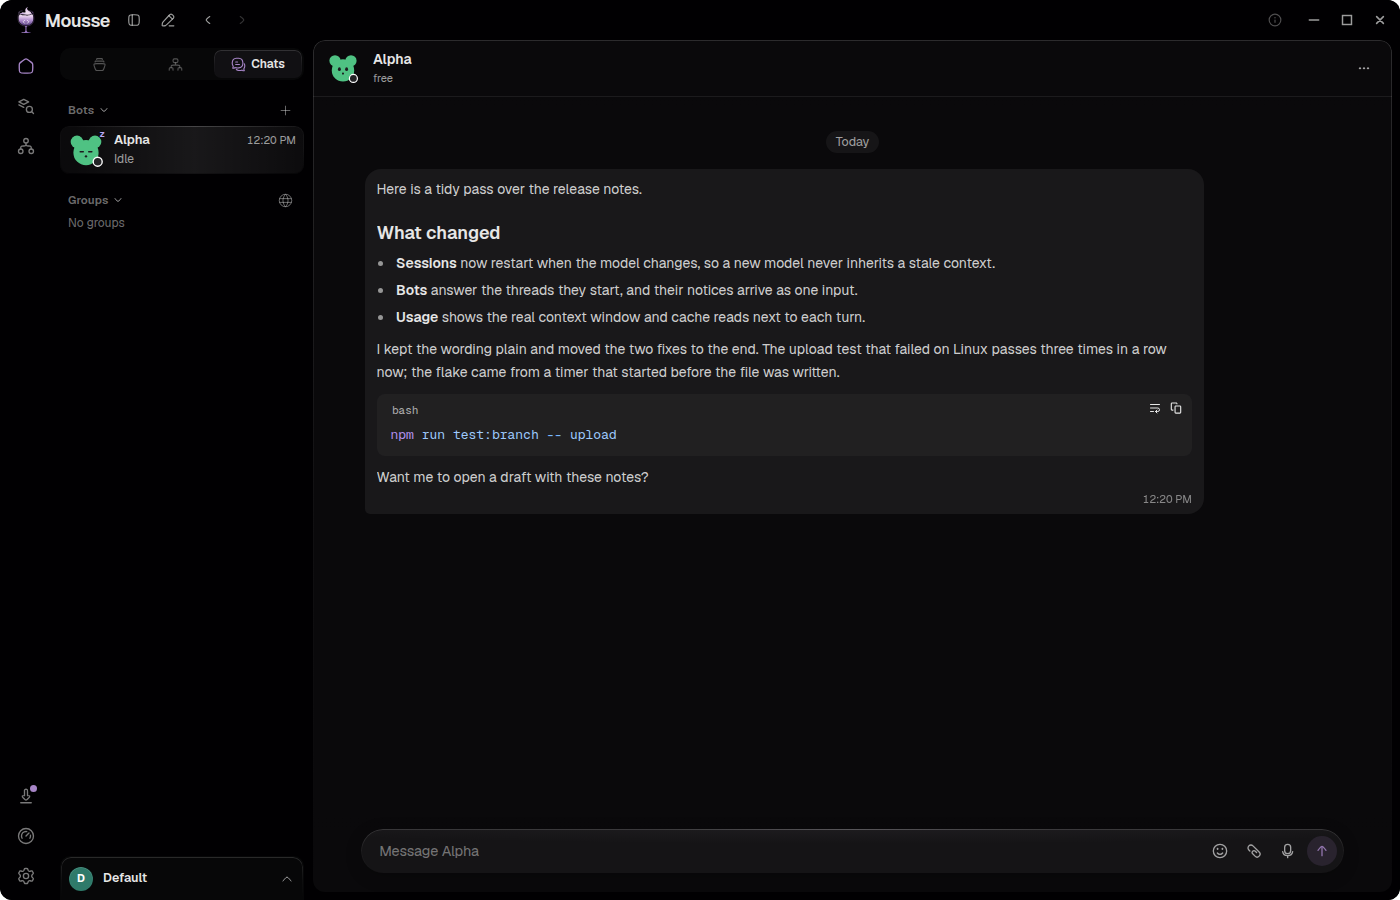 Mousse
Chats
Bots
Alpha
12:20 PM
Idle
z
Groups
No groups
D
Default
Alpha
free
Today
Here is a tidy pass over the release notes.
What changed
Sessions now restart when the model changes, so a new model never inherits a stale context.
Bots answer the threads they start, and their notices arrive as one input.
Usage shows the real context window and cache reads next to each turn.
I kept the wording plain and moved the two fixes to the end. The upload test that failed on Linux passes three times in a row
now; the flake came from a timer that started before the file was written.
bash
npm run test:branch -- upload
Want me to open a draft with these notes?
12:20 PM
Message Alpha